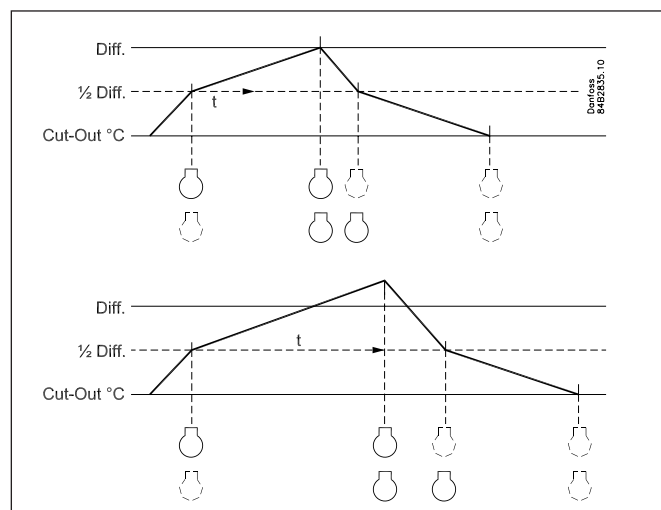 Diff.
½ Diff.
t
Cut-Out °C
Danfoss
84B2835.10
Diff.
½ Diff.
t
Cut-Out °C